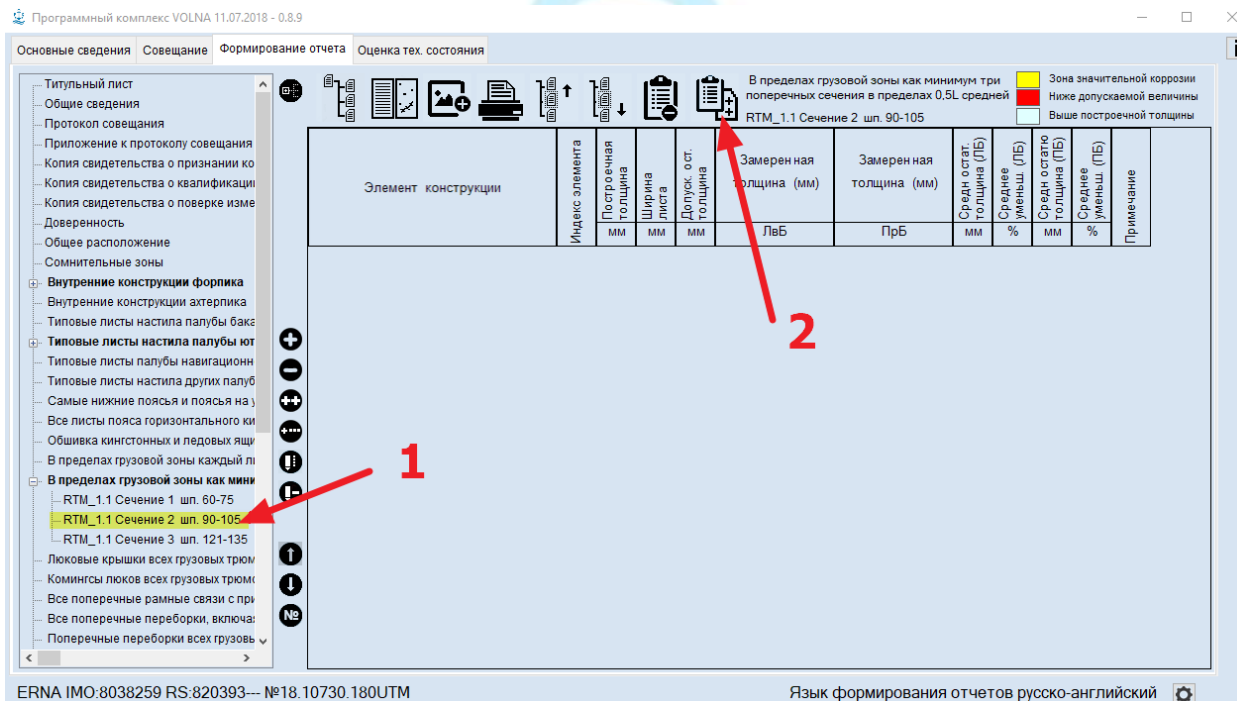 Программный комплекс VOLNA 11.07.2018 - 0.8.9
Основные сведения Совещание Формирование отчета Оценка тех. состояния
Титульный лист
Общие сведения
Протокол совещания
Приложение к протоколу совещания
Копия свидетельства о признании ко
Копия свидетельства о квалификаци
Копия свидетельства о поверке изме
Доверенность
Общее расположение
Сомнительные зоны
Внутренние конструкции форпика
Внутренние конструкции ахтерпика
Типовые листы настила палубы бака
Типовые листы настила палубы ют
Типовые листы палубы навигационн
Типовые листы настила других палуб
Самые нижние поясья и поясья на у
Все листы пояса горизонтального ки
Обшивка кингстонных и ледовых ящи
В пределах грузовой зоны каждый ли
В пределах грузовой зоны как мини
RTM_1.1 Сечение 1 шп. 60-75
RTM_1.1 Сечение 2 шп. 90-105
RTM_1.1 Сечение 3 шп. 121-135
Люковые крышки всех грузовых трюм
Комингсы люков всех грузовых трюмо
Все поперечные рамные связи с при
Все поперечные переборки, включа
Поперечные переборки всех грузовь
№
В пределах грузовой зоны как минимум три
поперечных сечения в пределах 0,5L средней
RTM_1.1 Сечение 2 шп. 90-105
Зона значительной коррозии
Ниже допускаемой величины
Выше построечной толщины
Элемент конструкции
Индекс элемента
Построечная
толщина
мм
Ширина
листа
мм
Допуск. ост.
толщина
мм
Замеренная
толщина (мм)
ЛвБ
Замеренная
толщина (мм)
ПрБ
Средн остат.
толщина (ЛБ)
мм
Среднее
уменьш. (ЛБ)
%
Средн остатю
толщина (ПБ)
мм
Среднее
уменьш. (ПБ)
%
Примечание
1
2
ERNA IMO:8038259 RS:820393--- №18.10730.180UTM
Язык формирования отчетов русско-английский